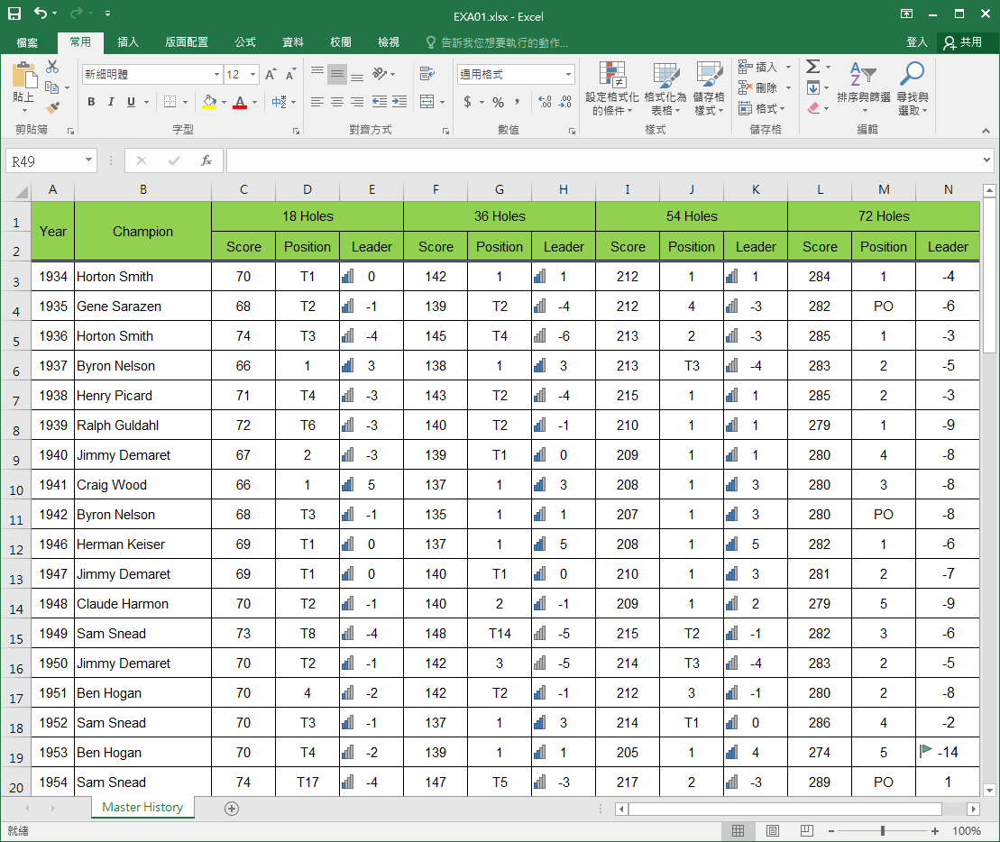 EXA01.xlsx - Excel
檔案 常用 插入 版面配置 公式 資料 校閱 檢視 告訴我您想要執行的動作... 登入 共用
貼上
新細明體 12
B I U
中
通用格式
$ % ,
設定格式化的條件
格式化為表格
儲存格樣式
插入
刪除
格式
排序與篩選
尋找與選取
剪貼簿 字型 對齊方式 數值 樣式 儲存格 編輯
R49 fx
A B C D E F G H I J K L M N
1 Year Champion 18 Holes 36 Holes 54 Holes 72 Holes
2 Score Position Leader Score Position Leader Score Position Leader Score Position Leader
3 1934 Horton Smith 70 T1 0 142 1 1 212 1 1 284 1 -4
4 1935 Gene Sarazen 68 T2 -1 139 T2 -4 212 4 -3 282 PO -6
5 1936 Horton Smith 74 T3 -4 145 T4 -6 213 2 -3 285 1 -3
6 1937 Byron Nelson 66 1 3 138 1 3 213 T3 -4 283 2 -5
7 1938 Henry Picard 71 T4 -3 143 T2 -4 215 1 1 285 2 -3
8 1939 Ralph Guldahl 72 T6 -3 140 T2 -1 210 1 1 279 1 -9
9 1940 Jimmy Demaret 67 2 -3 139 T1 0 209 1 1 280 4 -8
10 1941 Craig Wood 66 1 5 137 1 3 208 1 3 280 3 -8
11 1942 Byron Nelson 68 T3 -1 135 1 1 207 1 3 280 PO -8
12 1946 Herman Keiser 69 T1 0 137 1 5 208 1 5 282 1 -6
13 1947 Jimmy Demaret 69 T1 0 140 T1 0 210 1 3 281 2 -7
14 1948 Claude Harmon 70 T2 -1 140 2 -1 209 1 2 279 5 -9
15 1949 Sam Snead 73 T8 -4 148 T14 -5 215 T2 -1 282 3 -6
16 1950 Jimmy Demaret 70 T2 -1 142 3 -5 214 T3 -4 283 2 -5
17 1951 Ben Hogan 70 4 -2 142 T2 -1 212 3 -1 280 2 -8
18 1952 Sam Snead 70 T3 -1 137 1 3 214 T1 0 286 4 -2
19 1953 Ben Hogan 70 T4 -2 139 1 1 205 1 4 274 5 -14
20 1954 Sam Snead 74 T17 -4 147 T5 -3 217 2 -3 289 PO 1
Master History
就緒 100%